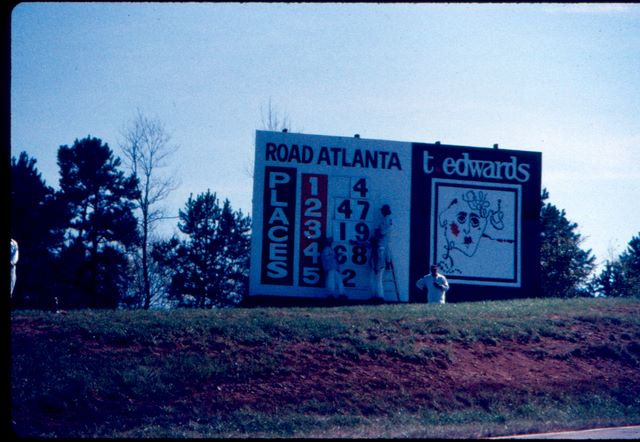 ROAD ATLANTA
PLACES
1 4
2 47
3 19
4 68
5 2
t. edwards